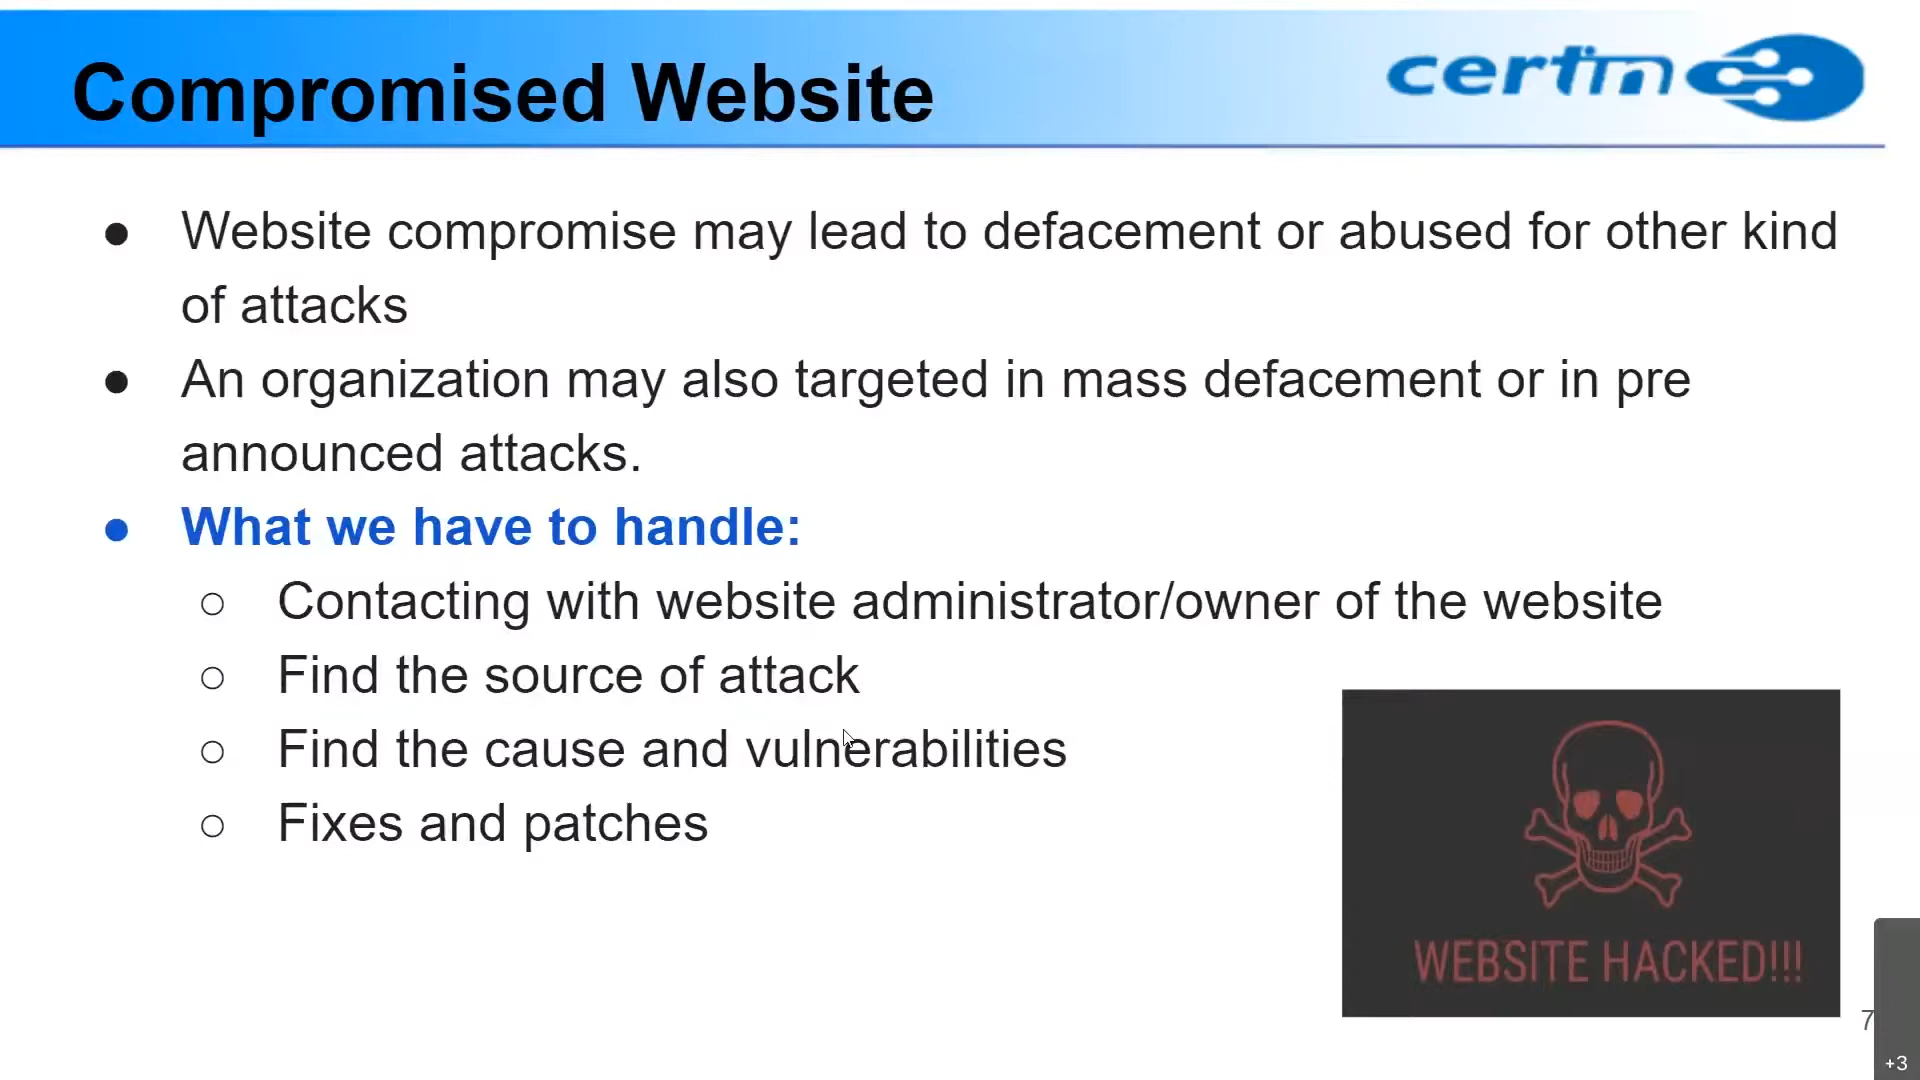 Compromised Website
certin
● Website compromise may lead to defacement or abused for other kind
of attacks
● An organization may also targeted in mass defacement or in pre
announced attacks.
● What we have to handle:
○ Contacting with website administrator/owner of the website
○ Find the source of attack
○ Find the cause and vulnerabilities
○ Fixes and patches
WEBSITE HACKED!!!
7
+3